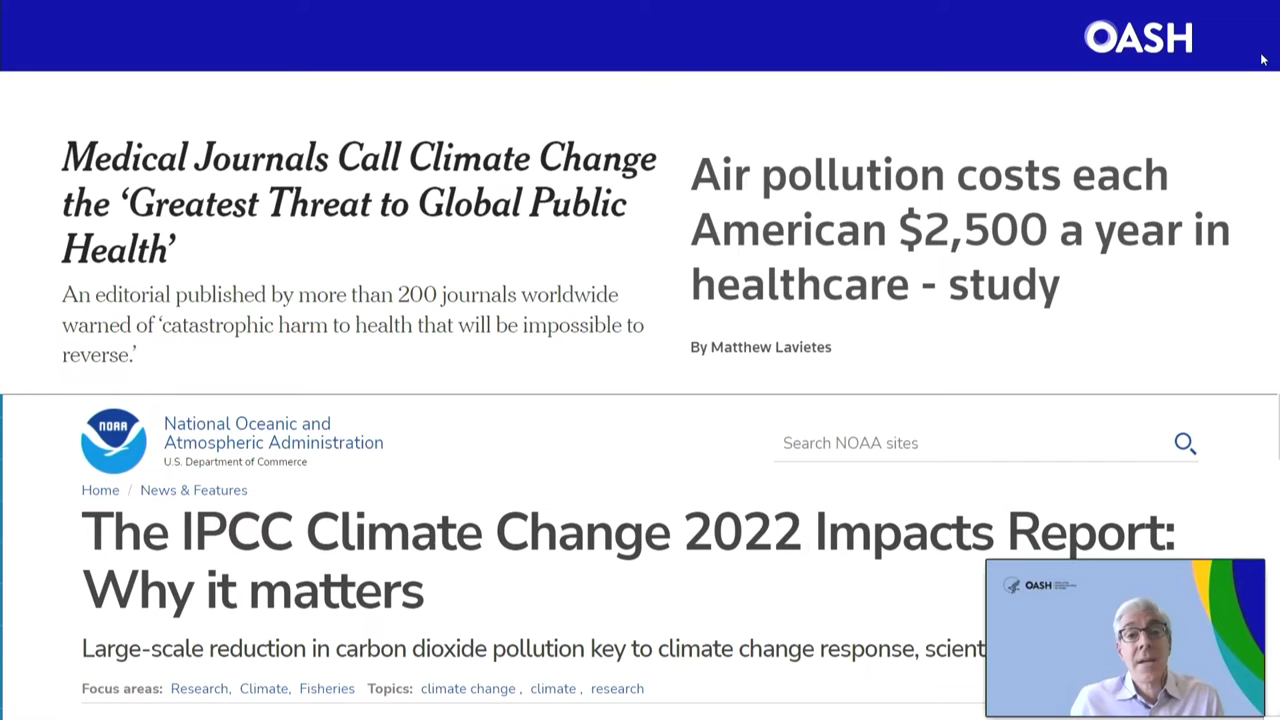 OASH
Medical Journals Call Climate Change
the ‘Greatest Threat to Global Public
Health’
An editorial published by more than 200 journals worldwide
warned of ‘catastrophic harm to health that will be impossible to
reverse.’
Air pollution costs each
American $2,500 a year in
healthcare - study
By Matthew Lavietes
NOAA
National Oceanic and
Atmospheric Administration
U.S. Department of Commerce
Search NOAA sites
Home / News & Features
The IPCC Climate Change 2022 Impacts Report:
Why it matters
Large-scale reduction in carbon dioxide pollution key to climate change response, scient
Focus areas: Research, Climate, Fisheries Topics: climate change , climate , research
OASH